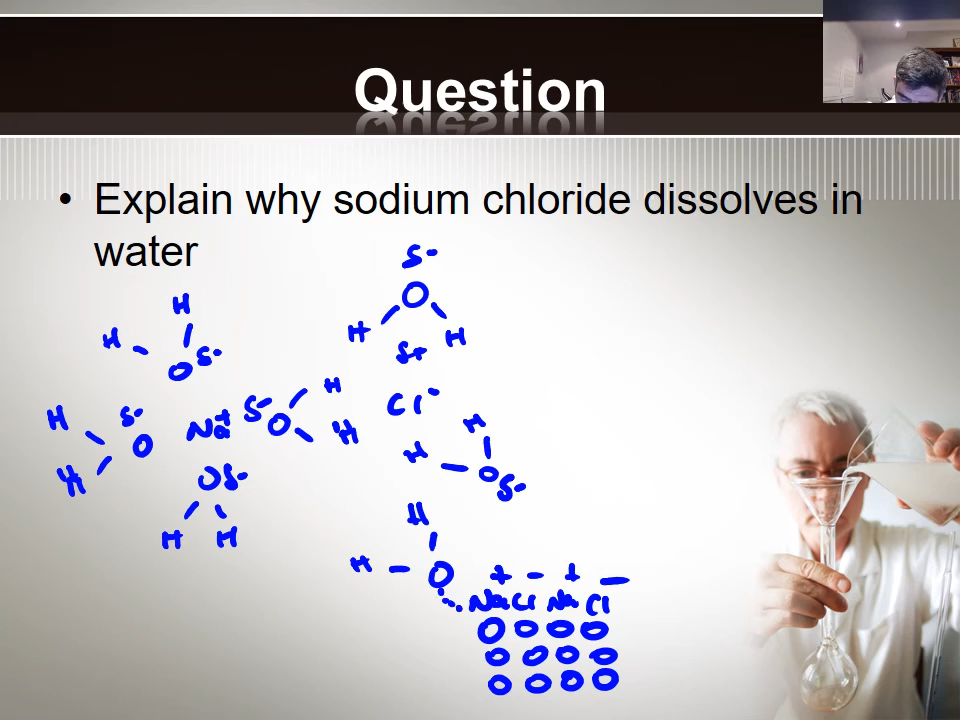 Question
• Explain why sodium chloride dissolves in
water
S-
O
H H
S+
Cl-
H
H
O S-
H
H
O S-
H
S-
O
H
Na+
S-
O
H
H
O S-
H H
H
H
O
+ - + -
Na Cl Na Cl